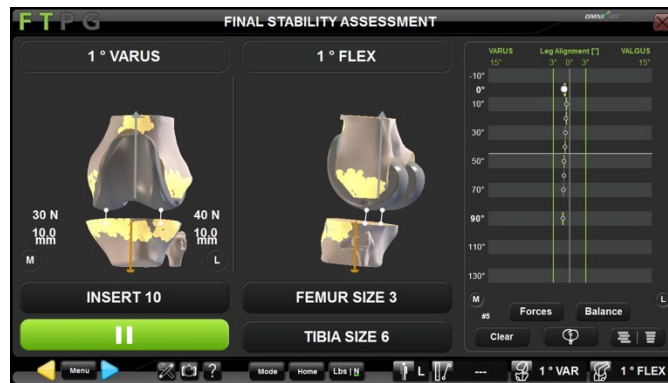 FTPG
FINAL STABILITY ASSESSMENT
OMNI
1 ° VARUS
1 ° FLEX
VARUS Leg Alignment [°] VALGUS
15° 3° 0° 3° 15°
-10°
0°
10°
30°
50°
70°
90°
110°
130°
30 N
10.0
mm
40 N
10.0
mm
M
L
M
L
#5
INSERT 10
FEMUR SIZE 3
TIBIA SIZE 6
Forces
Balance
Clear
Menu
?
Mode
Home
Lbs | N
L
---
1 ° VAR
1 ° FLEX